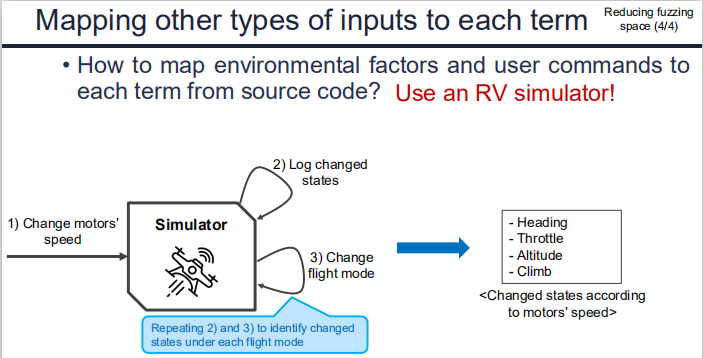 Mapping other types of inputs to each term
Reducing fuzzing
space (4/4)
• How to map environmental factors and user commands to
each term from source code? Use an RV simulator!
2) Log changed
states
1) Change motors'
speed
Simulator
3) Change
flight mode
Repeating 2) and 3) to identify changed
states under each flight mode
- Heading
- Throttle
- Altitude
- Climb
<Changed states according
to motors' speed>